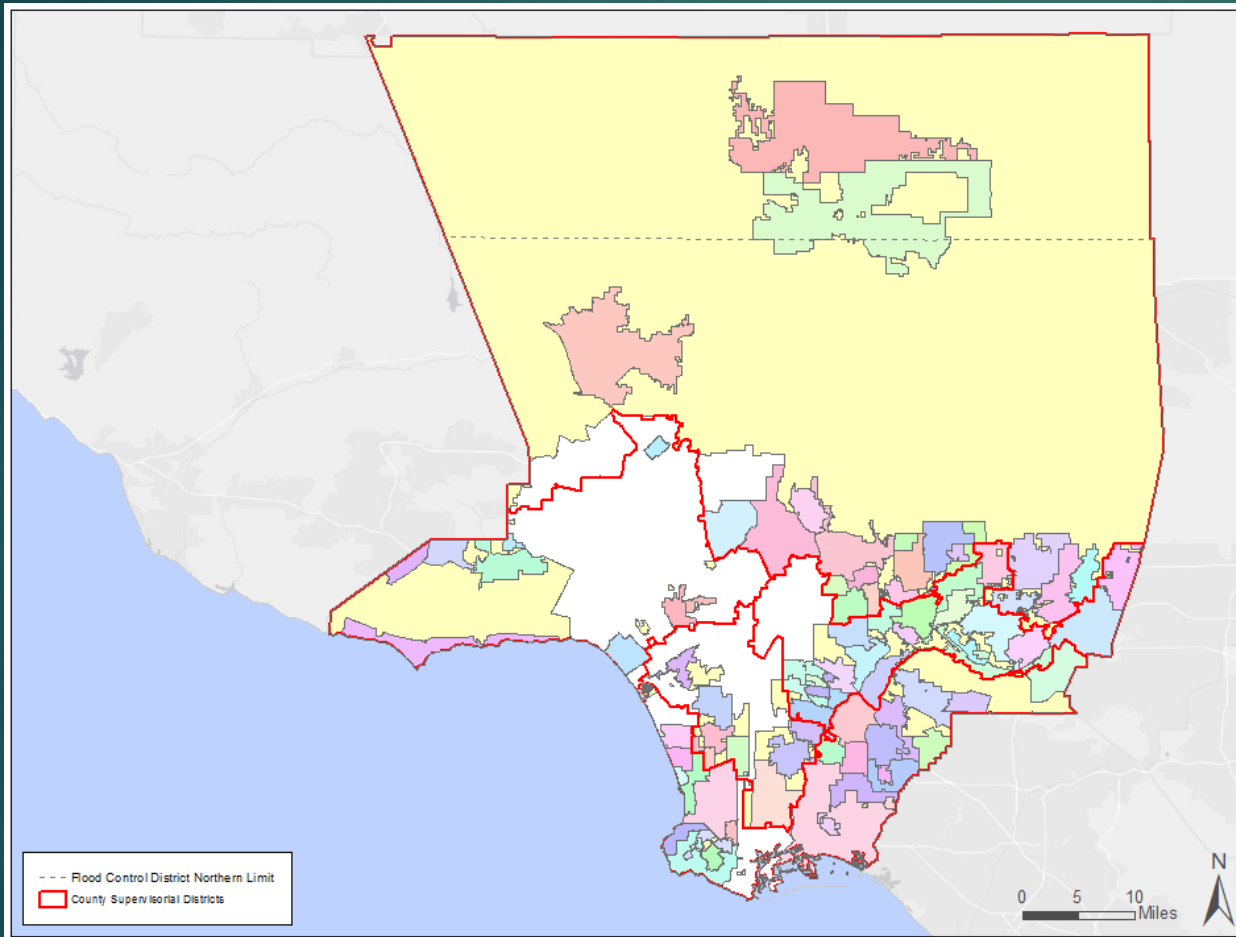 Flood Control District Northern Limit
County Supervisorial Districts
N
0 5 10
Miles